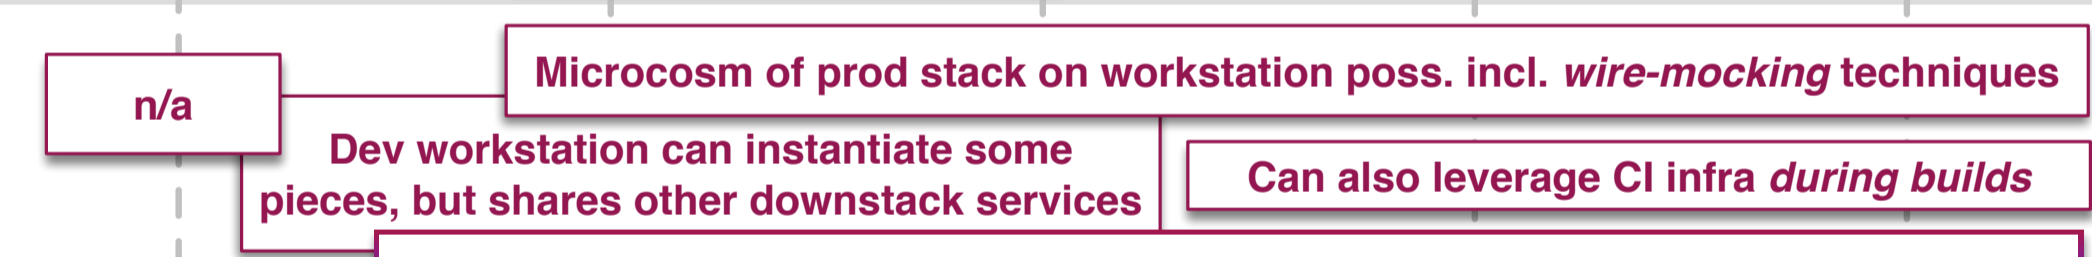 Microcosm of prod stack on workstation poss. incl. wire-mocking techniques
n/a
Dev workstation can instantiate some
pieces, but shares other downstack services
Can also leverage CI infra during builds